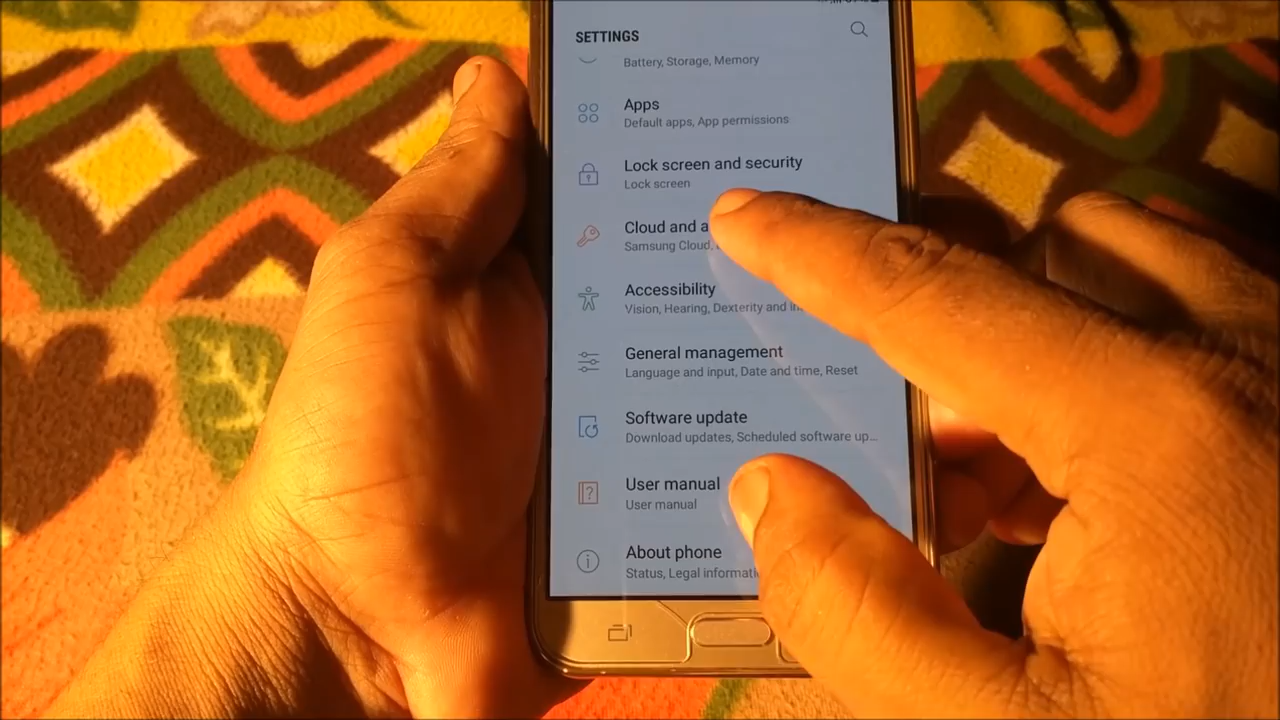 SETTINGS
Battery, Storage, Memory
Apps
Default apps, App permissions
Lock screen and security
Lock screen
Cloud and a
Samsung Cloud,
Accessibility
Vision, Hearing, Dexterity and in
General management
Language and input, Date and time, Reset
Software update
Download updates, Scheduled software up...
User manual
User manual
About phone
Status, Legal informati